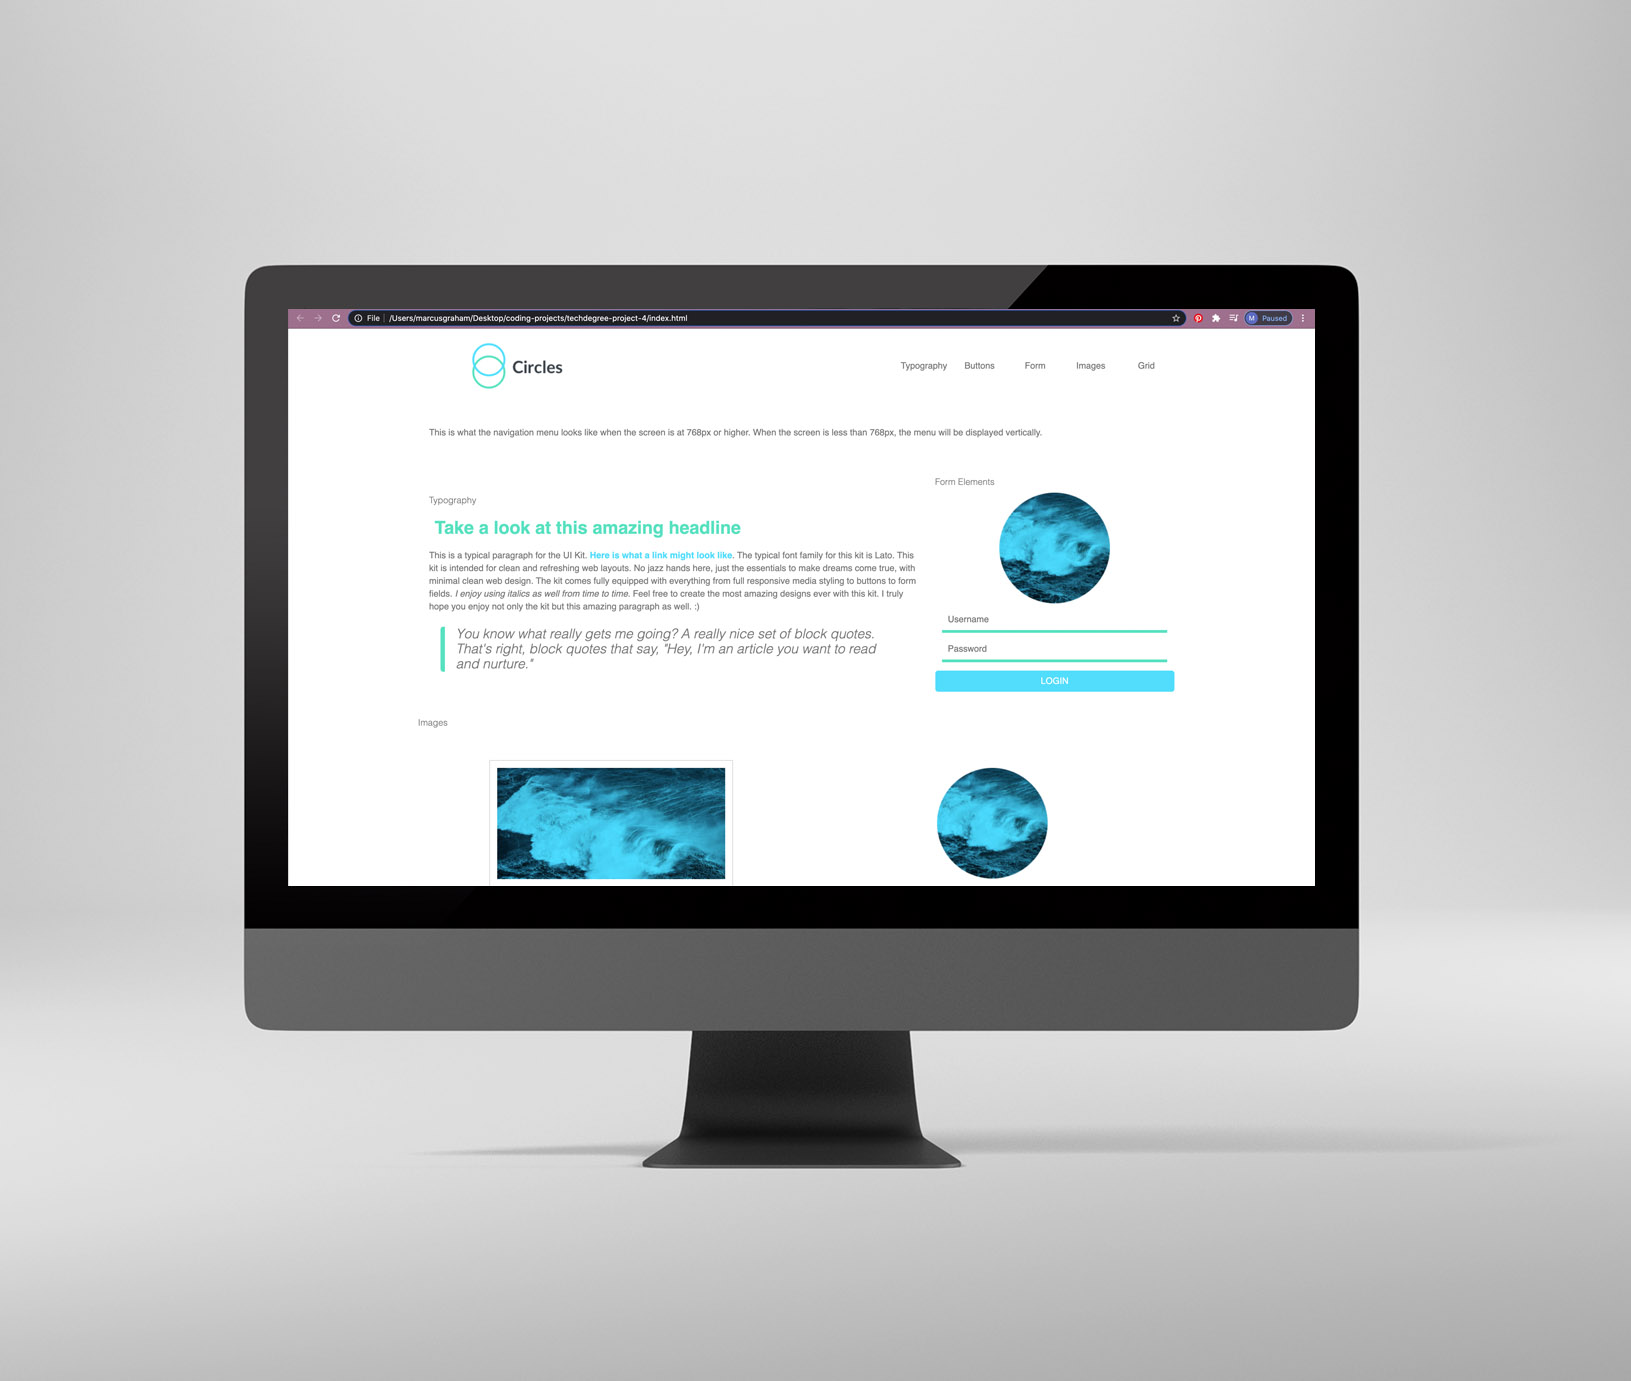 File | /Users/marcusgraham/Desktop/coding-projects/techdegree-project-4/index.html
M Paused
Circles
Typography Buttons Form Images Grid
This is what the navigation menu looks like when the screen is at 768px or higher. When the screen is less than 768px, the menu will be displayed vertically.
Typography
Take a look at this amazing headline
This is a typical paragraph for the UI Kit. Here is what a link might look like. The typical font family for this kit is Lato. This
kit is intended for clean and refreshing web layouts. No jazz hands here, just the essentials to make dreams come true, with
minimal clean web design. The kit comes fully equipped with everything from full responsive media styling to buttons to form
fields. I enjoy using italics as well from time to time. Feel free to create the most amazing designs ever with this kit. I truly
hope you enjoy not only the kit but this amazing paragraph as well. :)
You know what really gets me going? A really nice set of block quotes.
That's right, block quotes that say, "Hey, I'm an article you want to read
and nurture."
Form Elements
Username
Password
LOGIN
Images